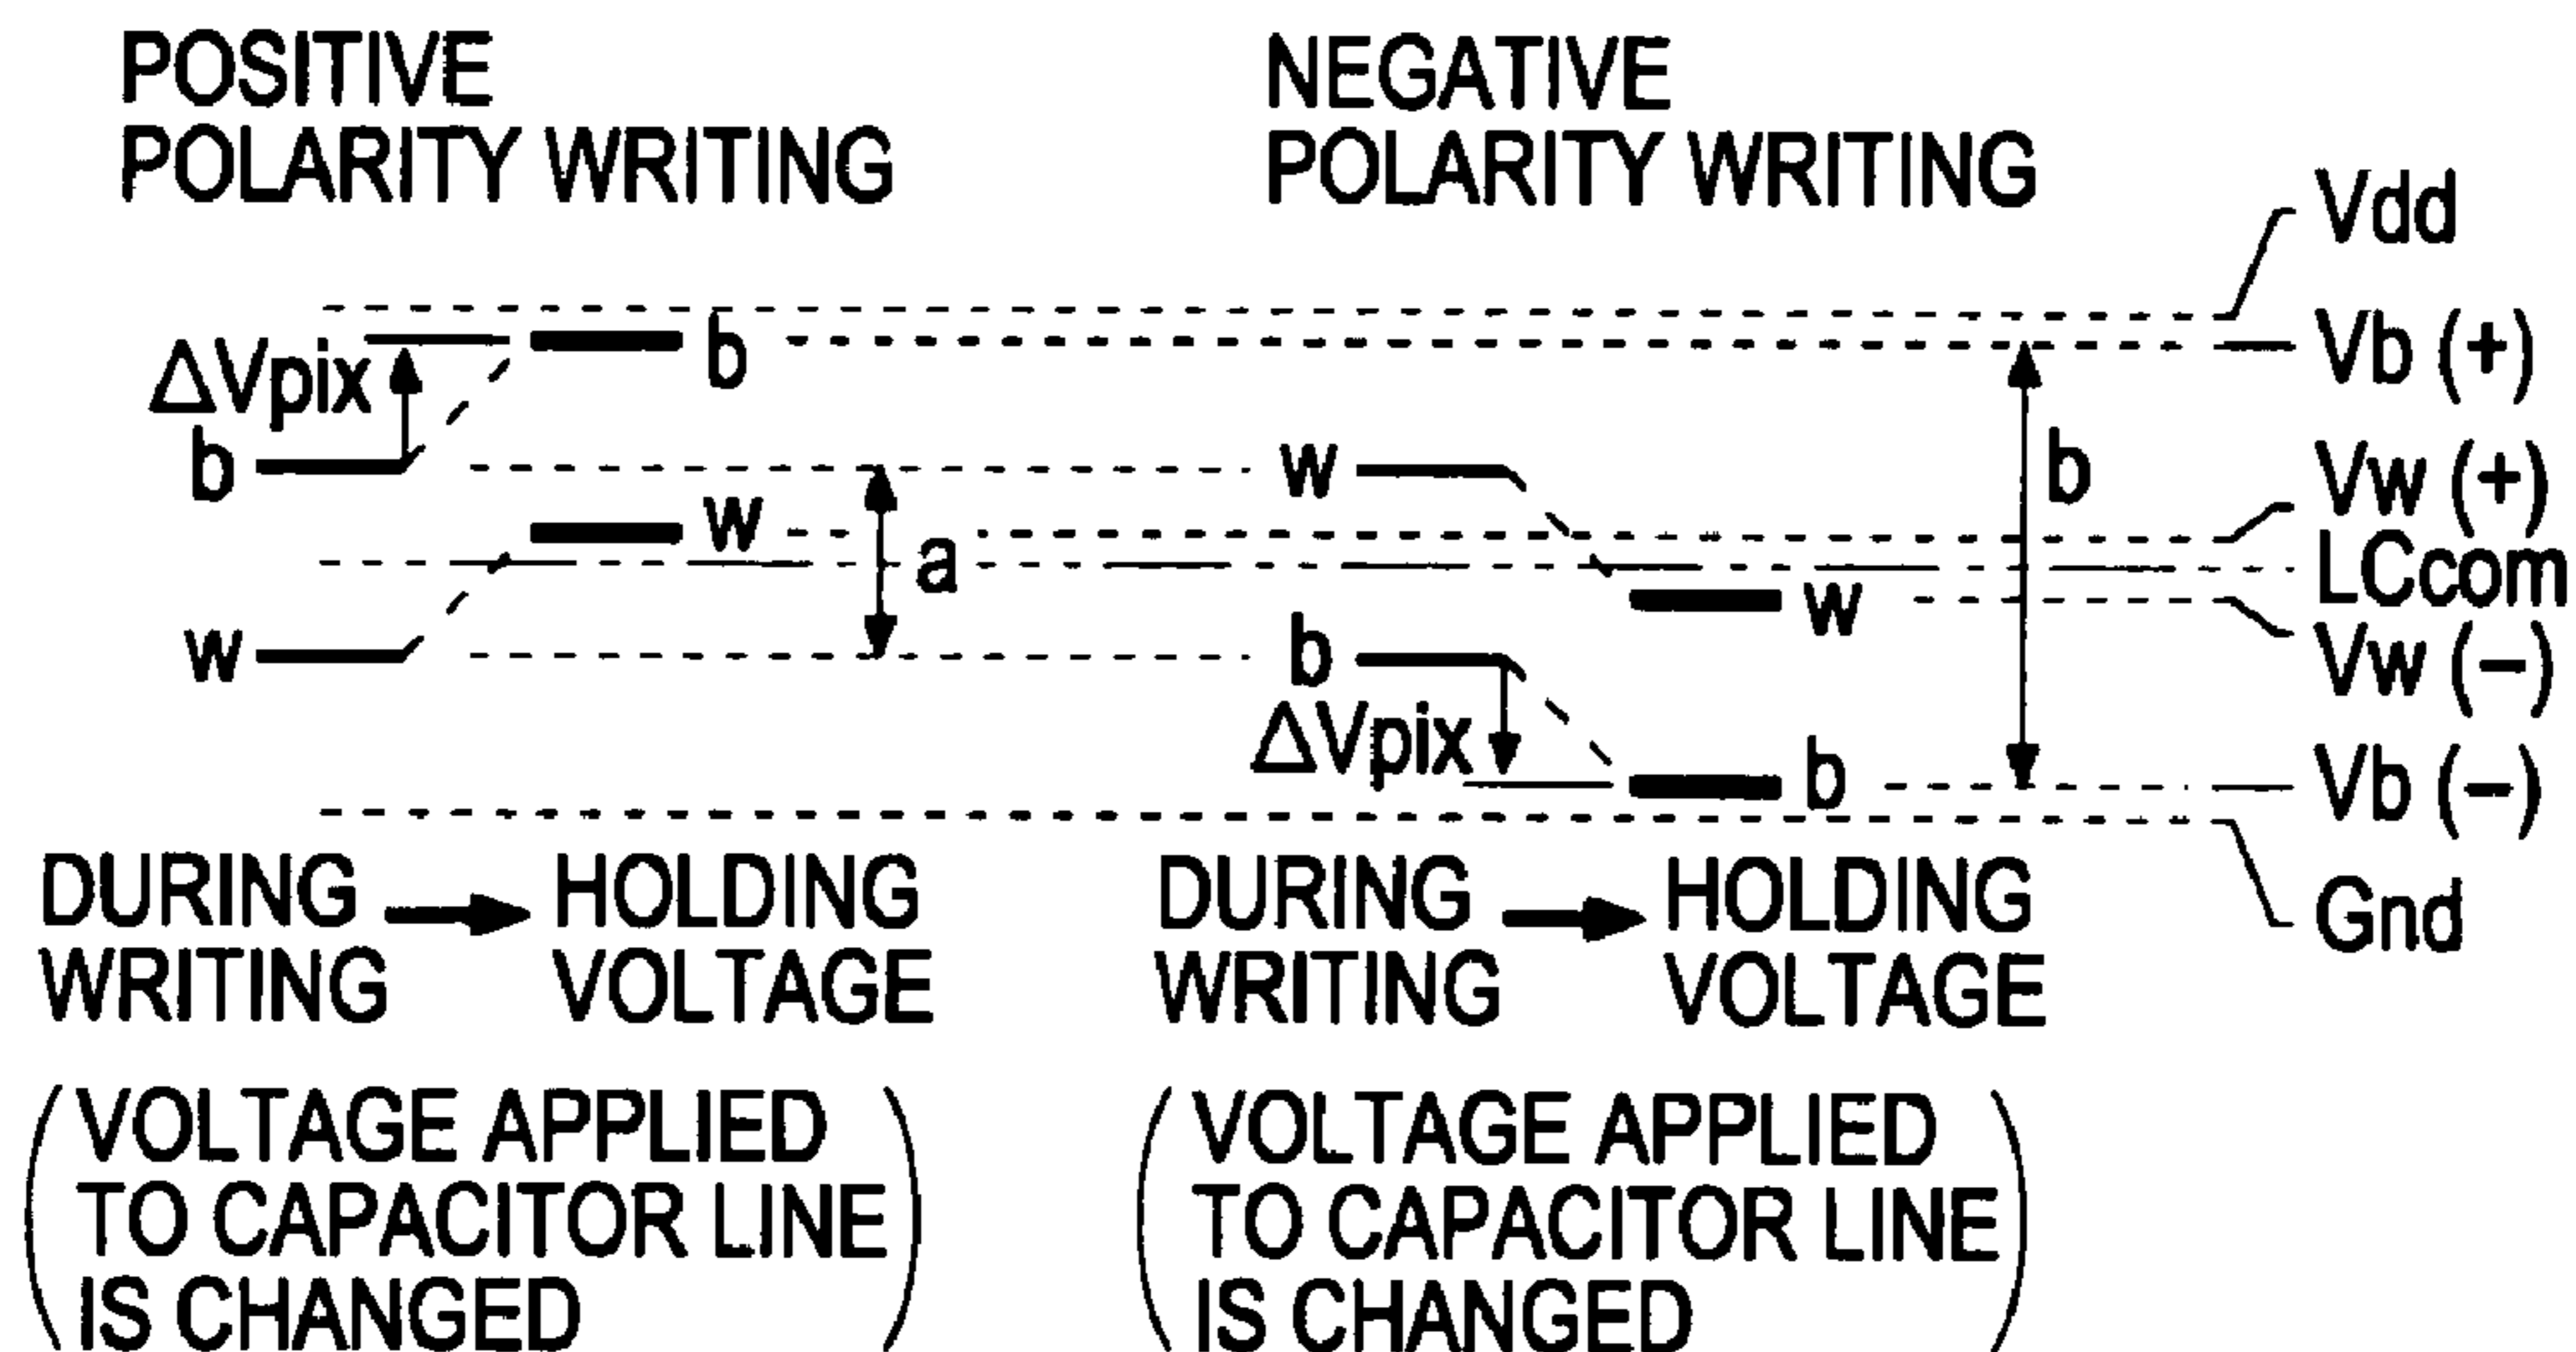 POSITIVE
POLARITY WRITING
NEGATIVE
POLARITY WRITING
Vdd
Vb (+)
Vw (+)
LCcom
Vw (−)
Vb (−)
Gnd
ΔVpix
b
b
w
w
a
w
w
b
ΔVpix
b
b
DURING
WRITING
HOLDING
VOLTAGE
DURING
WRITING
HOLDING
VOLTAGE
(VOLTAGE APPLIED
TO CAPACITOR LINE
IS CHANGED)
(VOLTAGE APPLIED
TO CAPACITOR LINE
IS CHANGED)